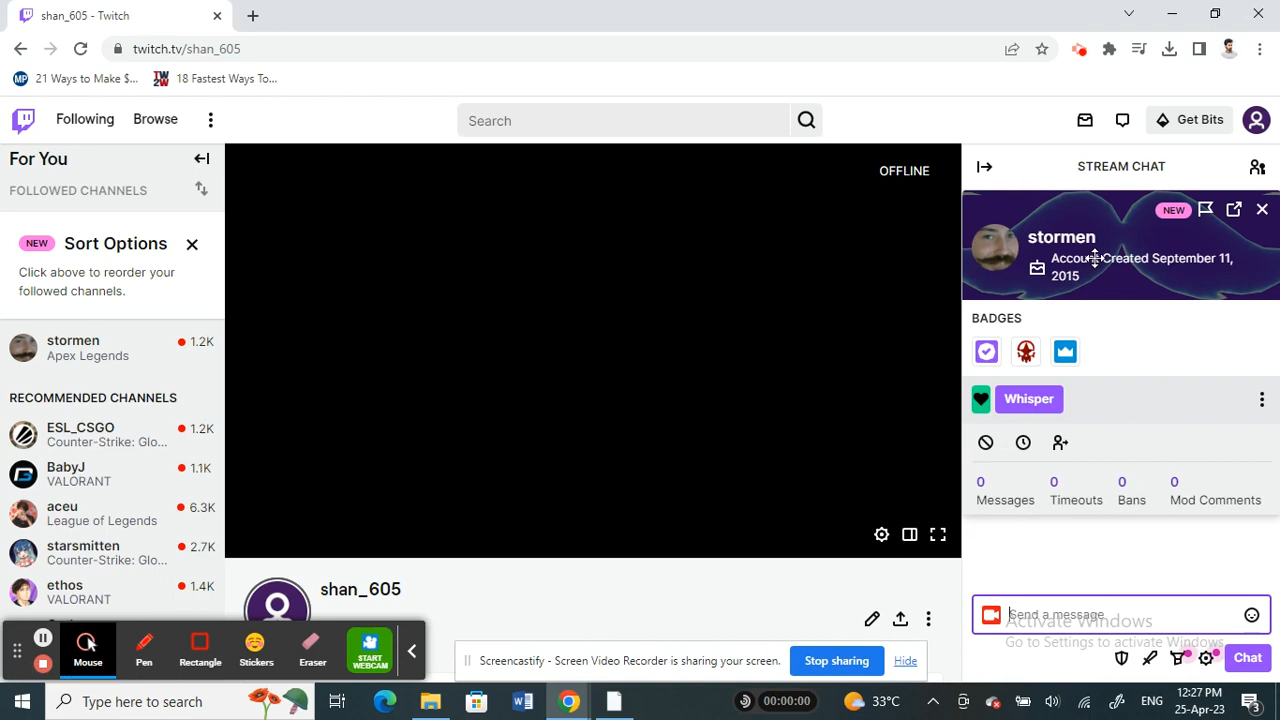 shan_605 - Twitch
twitch.tv/shan_605
MP 21 Ways to Make $...
TW 2W 18 Fastest Ways To...
Following
Browse
Search
Get Bits
For You
FOLLOWED CHANNELS
NEW Sort Options
Click above to reorder your
followed channels.
stormen 1.2K
Apex Legends
RECOMMENDED CHANNELS
ESL_CSGO 1.2K
Counter-Strike: Glo...
BabyJ 1.1K
VALORANT
aceu 6.3K
League of Legends
starsmitten 2.7K
Counter-Strike: Glo...
ethos 1.4K
VALORANT
OFFLINE
shan_605
STREAM CHAT
NEW
stormen
Account Created September 11,
2015
BADGES
Whisper
0 0 0 0
Messages Timeouts Bans Mod Comments
Send a message
Activate Windows
Go to Settings to activate Windows.
Chat
Mouse Pen Rectangle Stickers Eraser START WEBCAM
Screencastify - Screen Video Recorder is sharing your screen. Stop sharing Hide
Type here to search
00:00:00
33°C
ENG
12:27 PM
25-Apr-23
3